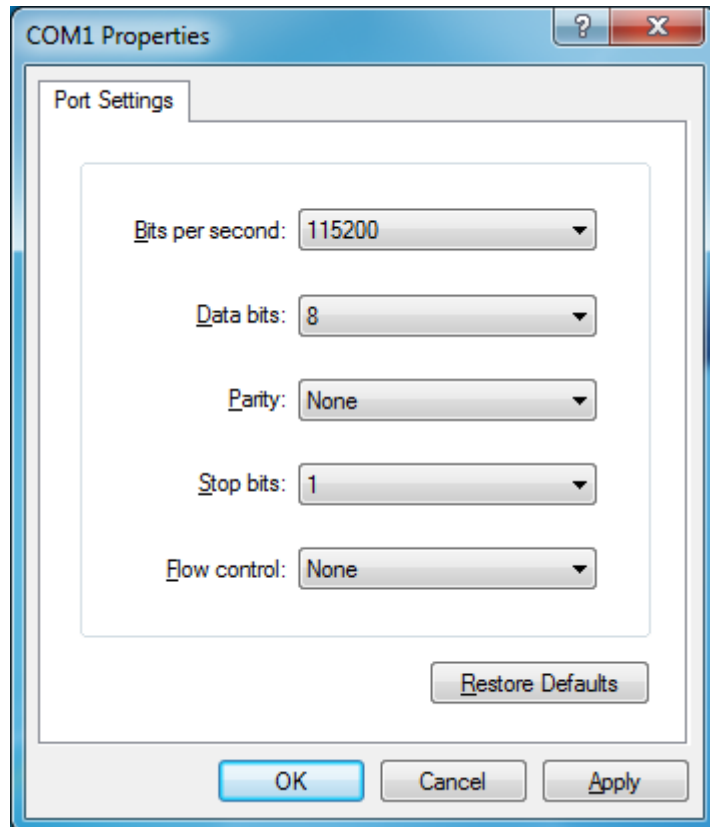 COM1 Properties
Port Settings
Bits per second: 115200
Data bits: 8
Parity: None
Stop bits: 1
Flow control: None
Restore Defaults
OK Cancel Apply